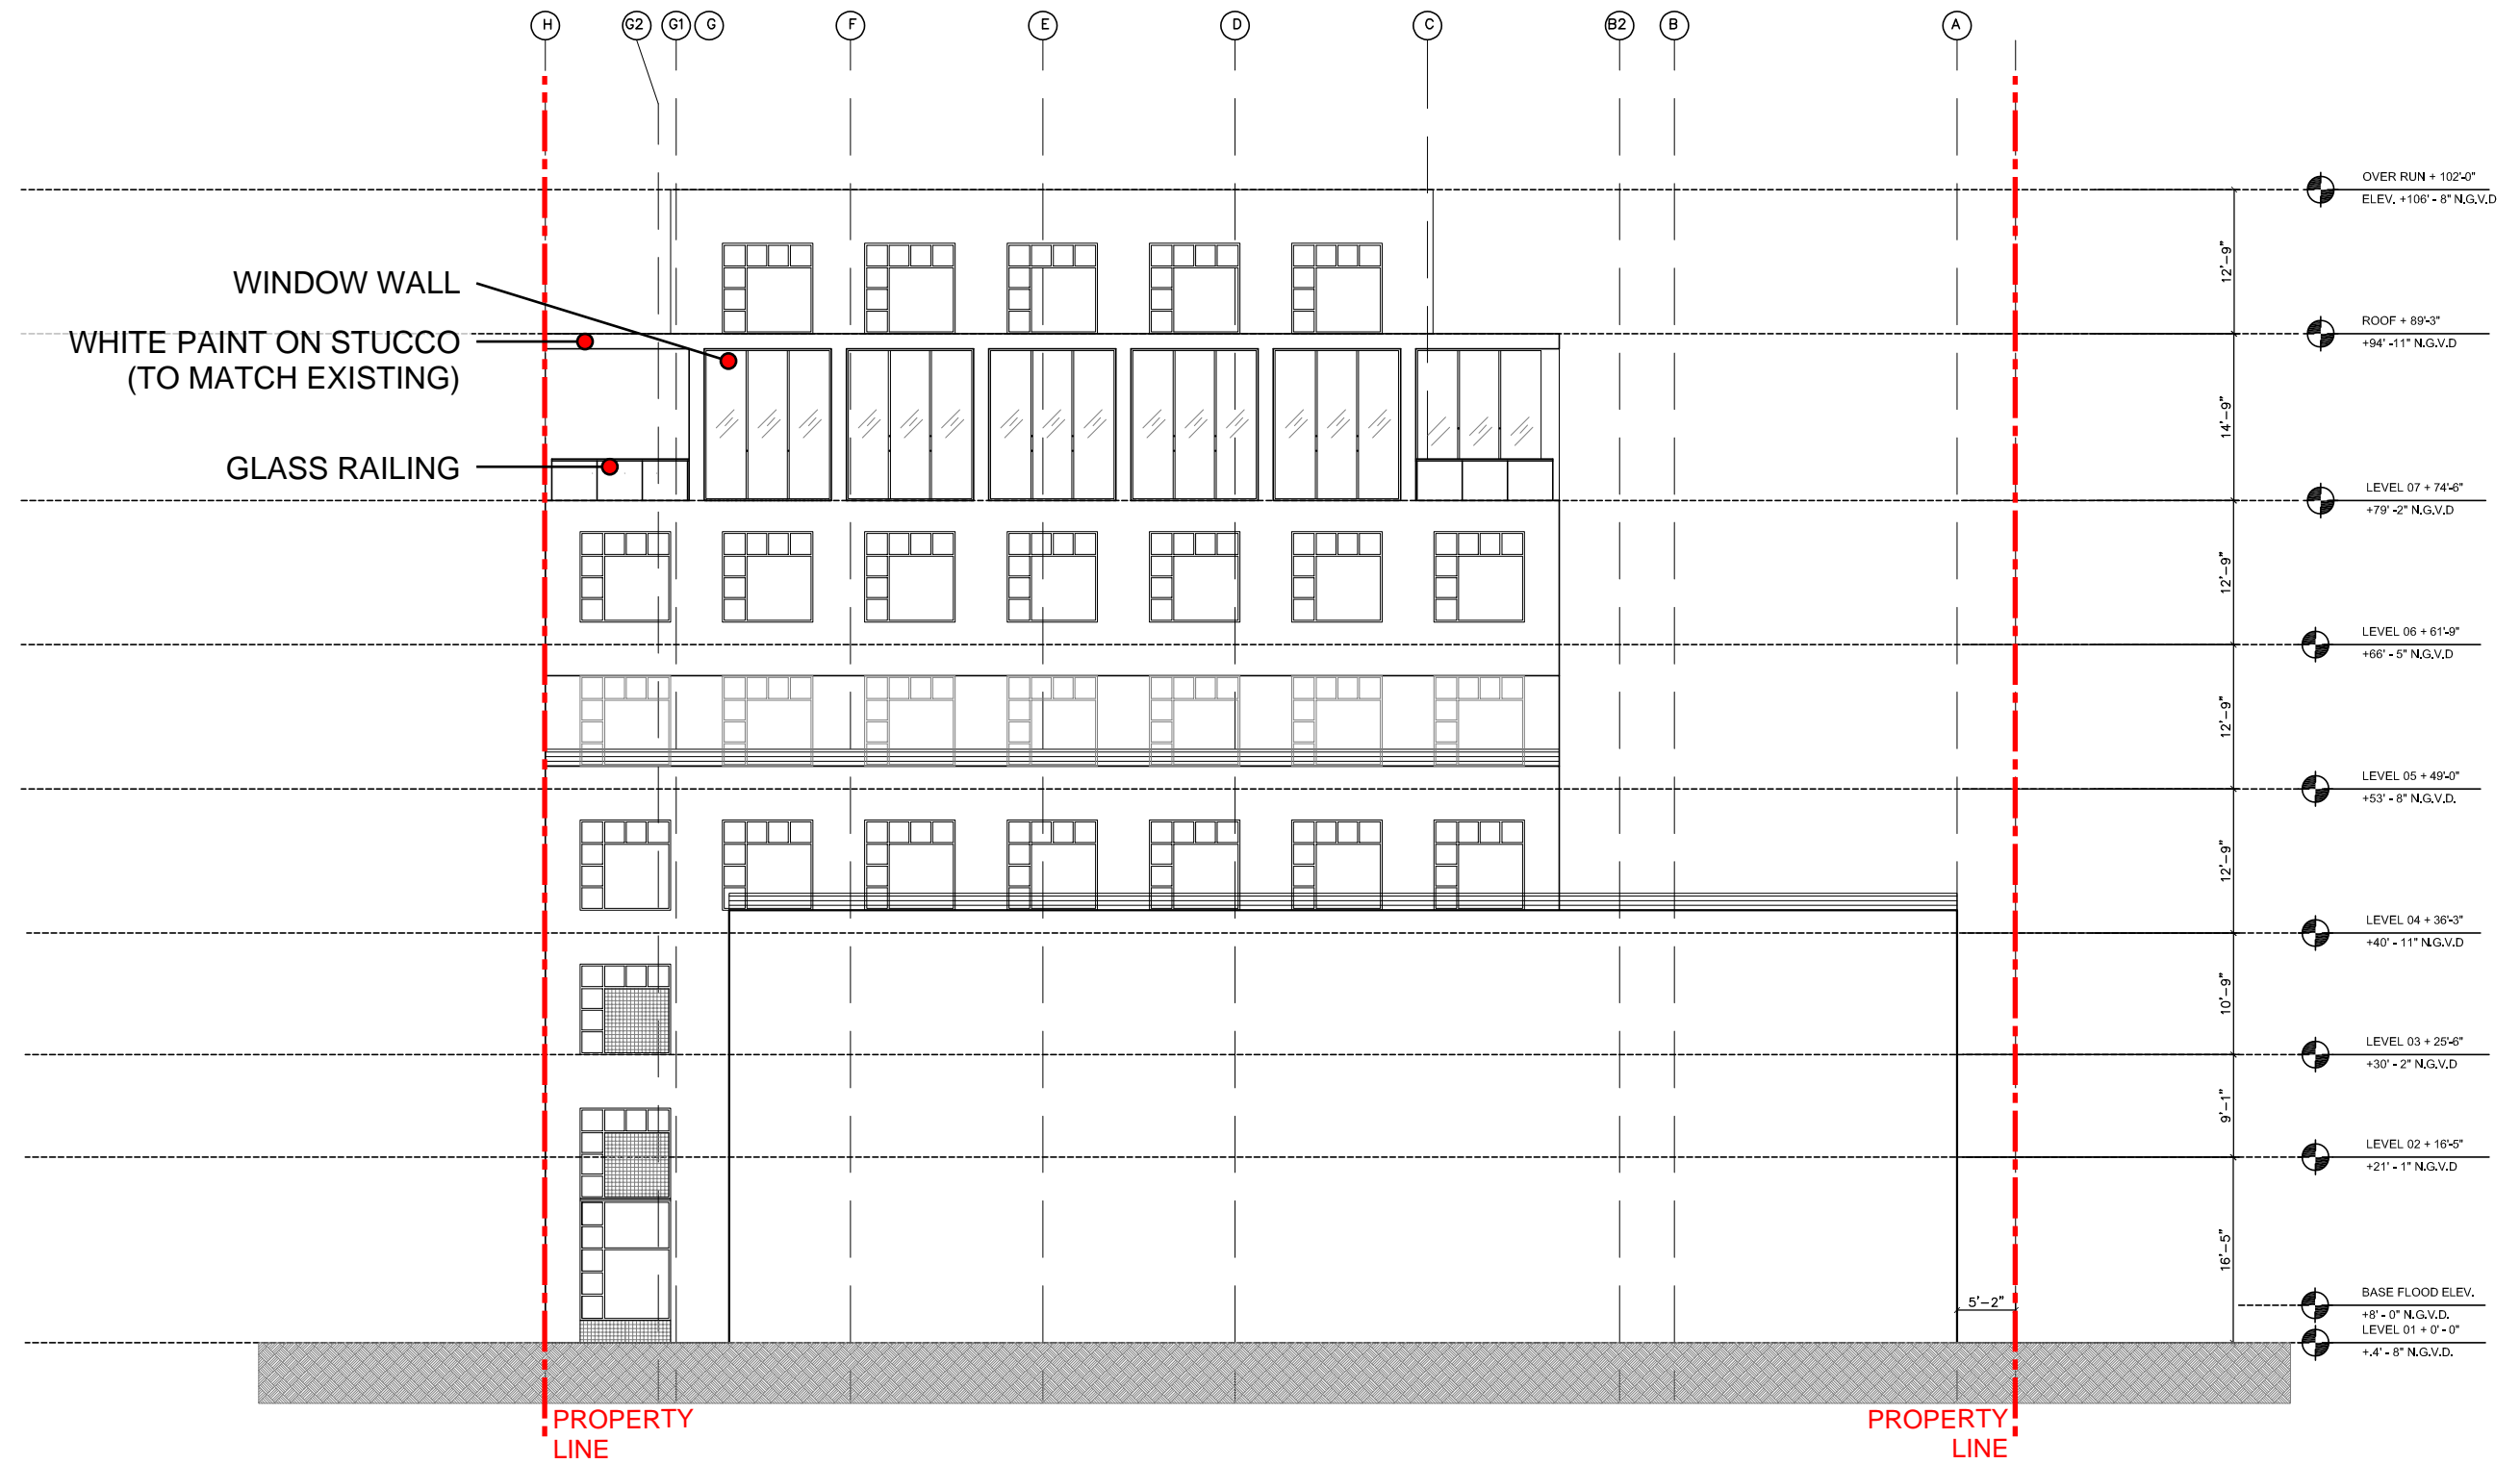 H G2 G1 G F E D C B2 B A
OVER RUN + 102'-0"
ELEV. +106' - 8" N.G.V.D
12'-9"
WINDOW WALL
ROOF + 89'-3"
+94' -11" N.G.V.D
WHITE PAINT ON STUCCO
(TO MATCH EXISTING)
14'-9"
GLASS RAILING
LEVEL 07 + 74'-6"
+79' -2" N.G.V.D
12'-9"
LEVEL 06 + 61'-9"
+66' - 5" N.G.V.D
12'-9"
LEVEL 05 + 49'-0"
+53' - 8" N.G.V.D.
12'-9"
LEVEL 04 + 36'-3"
+40' - 11" N.G.V.D
10'-9"
LEVEL 03 + 25'-6"
+30' - 2" N.G.V.D
9'-1"
LEVEL 02 + 16'-5"
+21' - 1" N.G.V.D
16'-5"
BASE FLOOD ELEV.
+8' - 0" N.G.V.D.
5'-2"
LEVEL 01 + 0' - 0"
+.4' - 8" N.G.V.D.
PROPERTY
LINE
PROPERTY
LINE